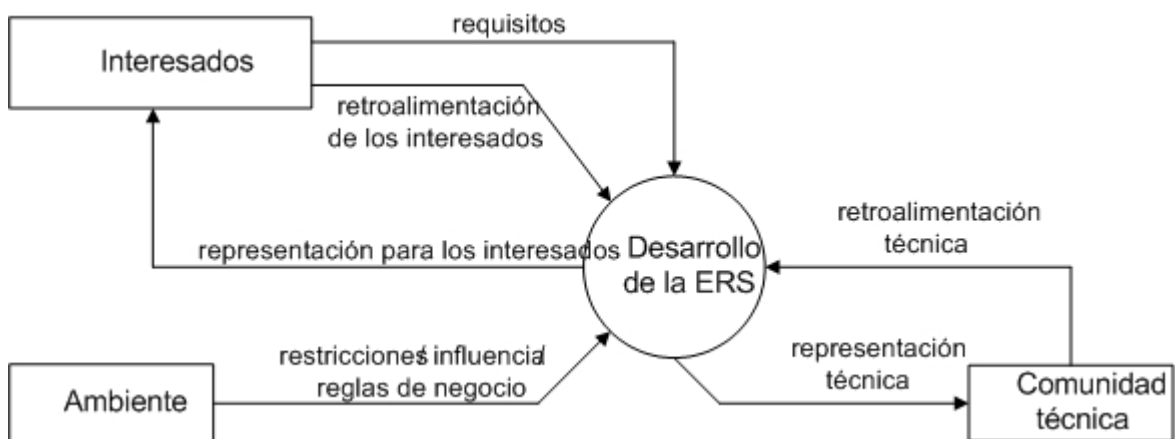 requisitos
Interesados
retroalimentación
de los interesados
retroalimentación
técnica
representación para los interesados
Desarrollo
de la ERS
restricciones/ influencia/
reglas de negocio
representación
técnica
Ambiente
Comunidad
técnica